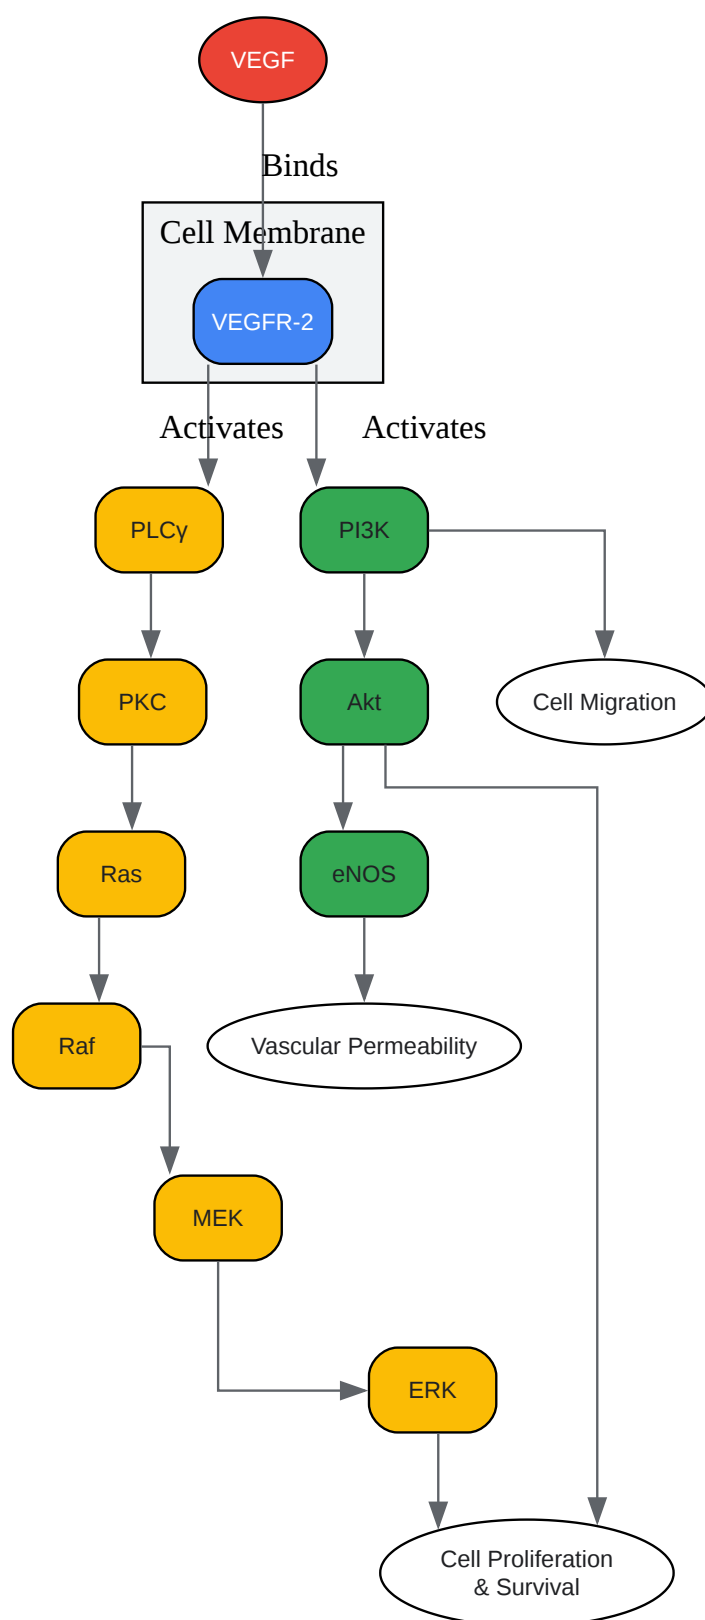 VEGF
Binds
Cell Membrane
VEGFR-2
Activates
Activates
PLCγ
PI3K
PKC
Akt
Cell Migration
Ras
eNOS
Raf
Vascular Permeability
MEK
ERK
Cell Proliferation
& Survival